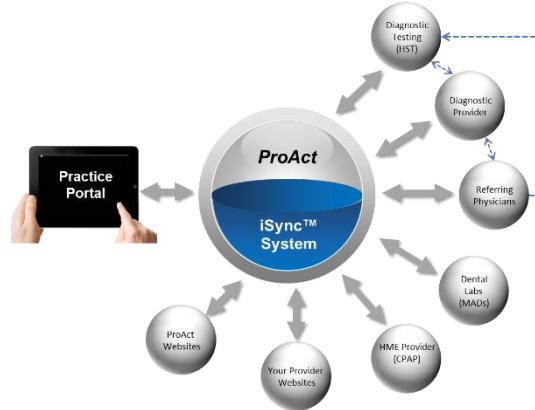 Diagnostic
Testing
(HST)
Diagnostic
Provider
ProAct
Practice
Portal
Referring
Physicians
iSync™
System
Dental
Labs
(MADs)
ProAct
Websites
HME Provider
(CPAP)
Your Provider
Websites